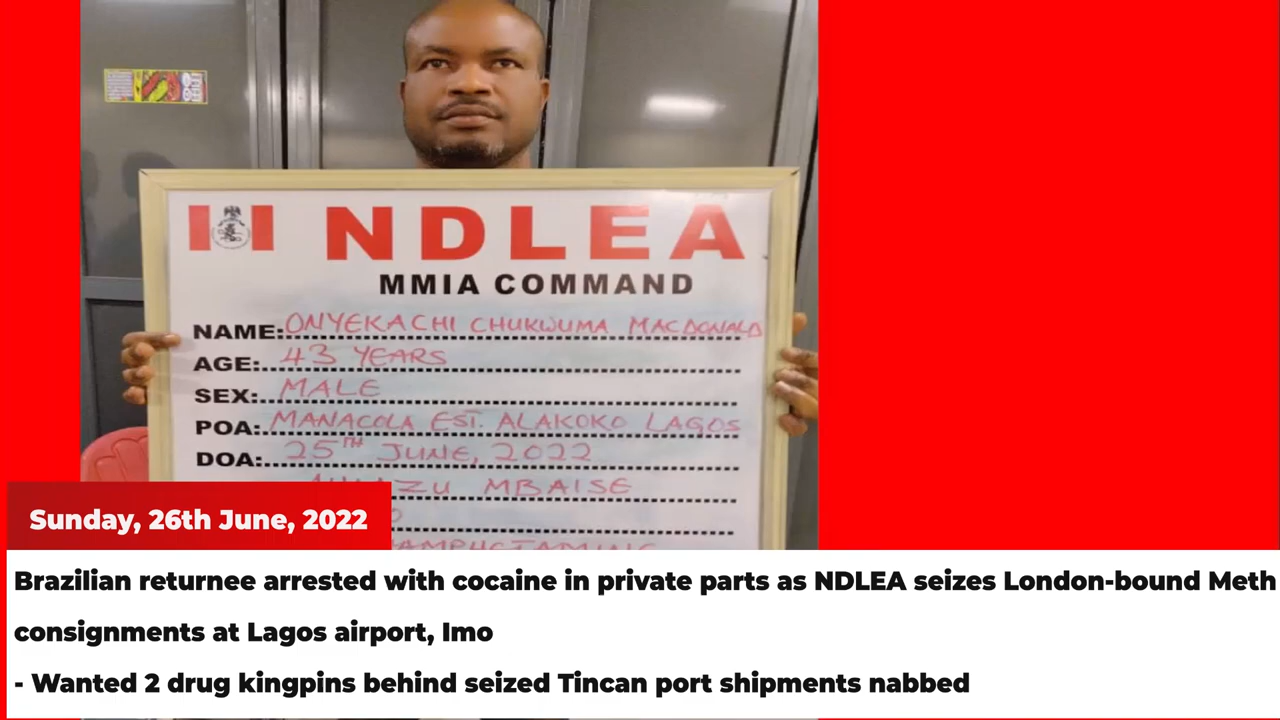 NDLEA
MMIA COMMAND
NAME: ONYEKACHI CHUKWUMA MACDONALD
AGE: 43 YEARS
SEX: MALE
POA: MANACOLA EST. ALAKOKO LAGOS
DOA: 25TH JUNE, 2022
MBAISE
Sunday, 26th June, 2022
Brazilian returnee arrested with cocaine in private parts as NDLEA seizes London-bound Meth
consignments at Lagos airport, Imo
- Wanted 2 drug kingpins behind seized Tincan port shipments nabbed